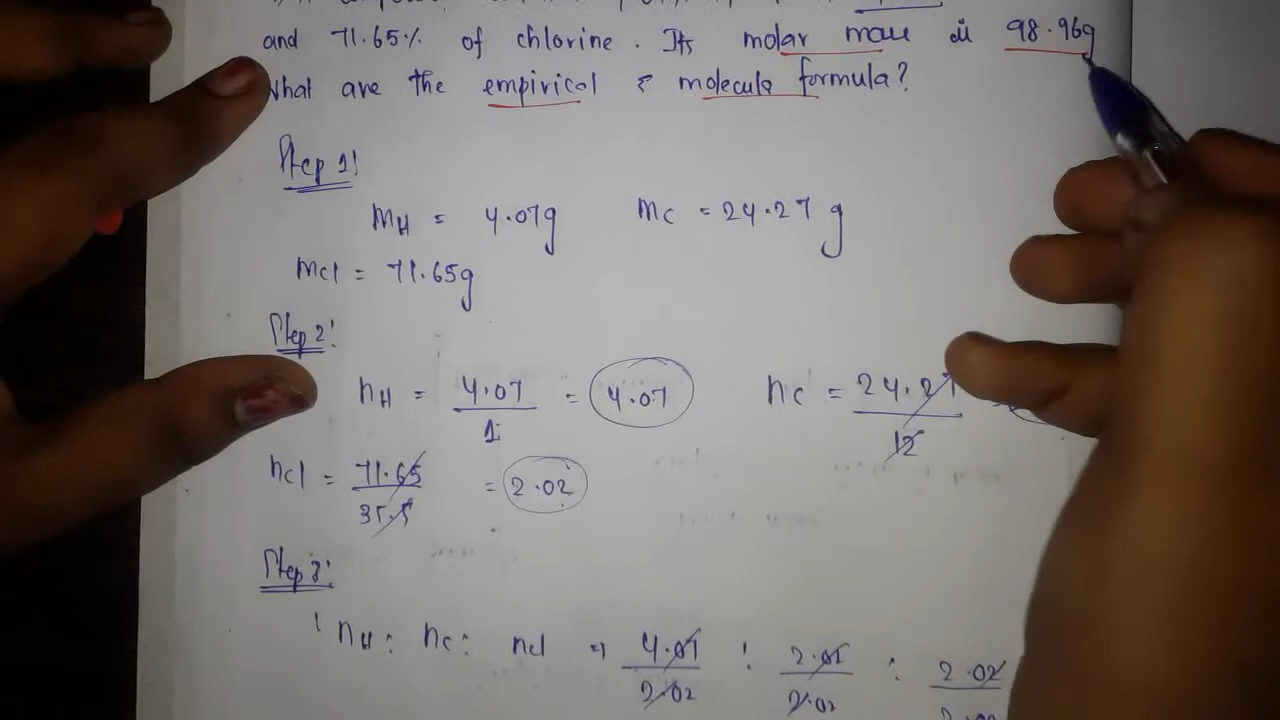 and 71.65% of chlorine. Its molar mass is 98.96g
What are the empirical & molecula formula?
Step 1:
mH = 4.07g mC = 24.27 g
mCl = 71.65g
Step 2:
nH = 4.07 / 1 = 4.07 nC = 24.27 / 12
nCl = 71.65 / 35.5 = 2.02
Step 3:
nH : nC : nCl ⇒ 4.07 / 2.02 : 2.02 : 2.02